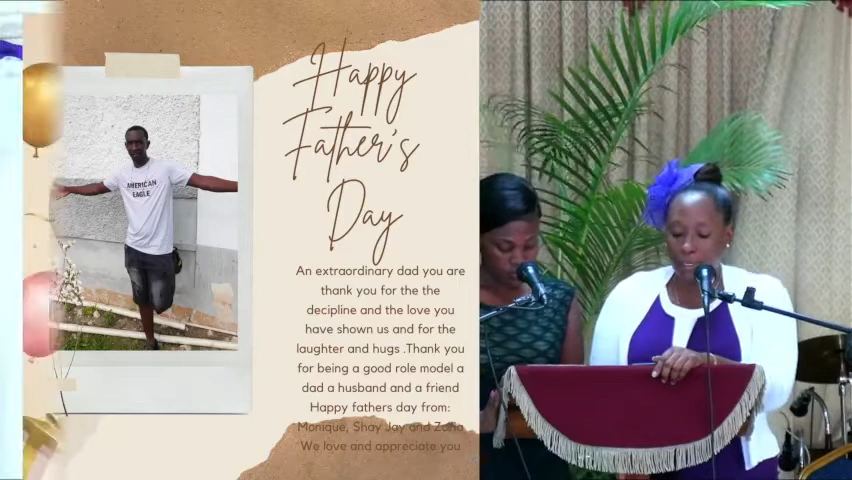 Happy
Father's
Day
AMERICAN
EAGLE
An extraordinary dad you are
thank you for the the
decipline and the love you
have shown us and for the
laughter and hugs .Thank you
for being a good role model a
dad a husband and a friend
Happy fathers day from:
Monique, Shay Jay and
We love and appreciate you